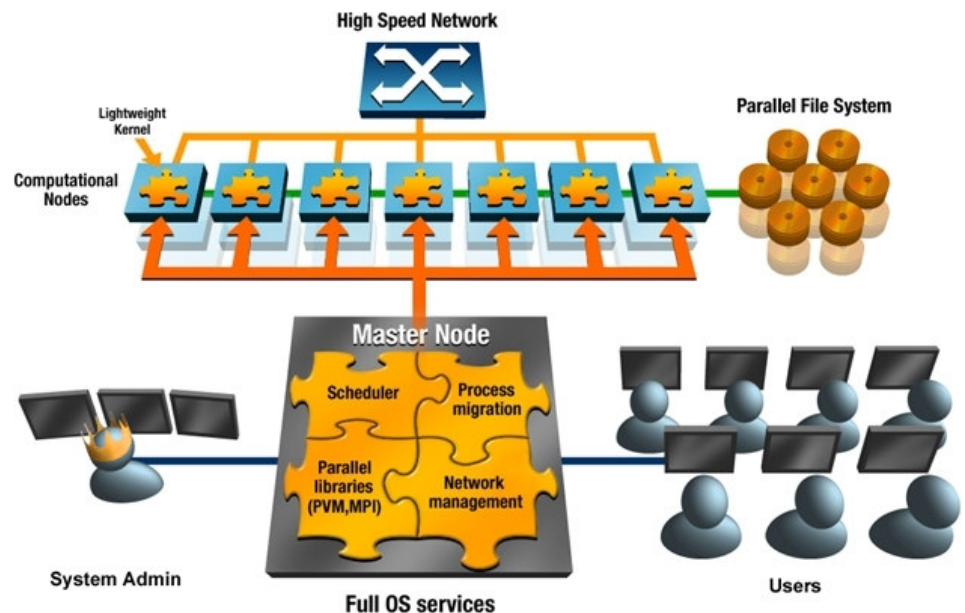 High Speed Network
Lightweight
Kernel
Parallel File System
Computational
Nodes
Master Node
Scheduler
Process
migration
Parallel
libraries
(PVM,MPI)
Network
management
System Admin
Users
Full OS services